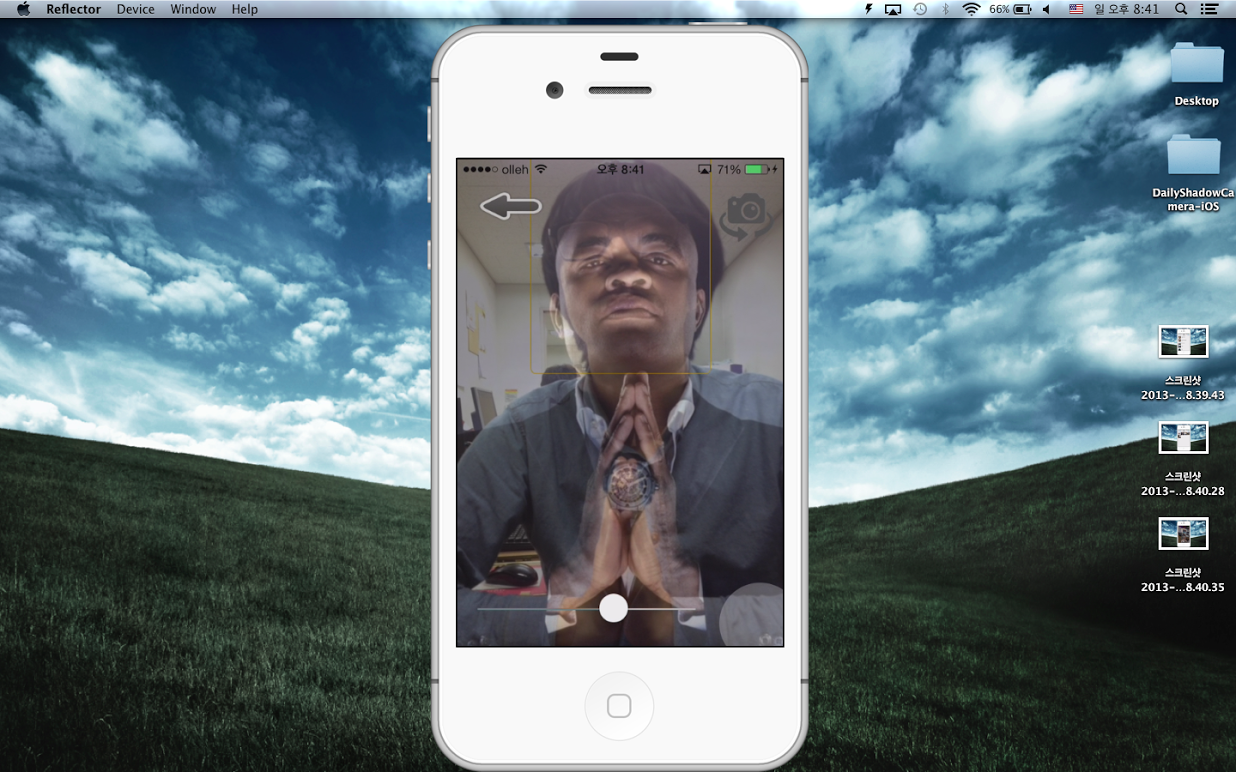 Reflector Device Window Help 66% 일 오후 8:41
olleh 오후 8:41 71%
Desktop
DailyShadowCa
mera-iOS
스크린샷
2013-...8.39.43
스크린샷
2013-...8.40.28
스크린샷
2013-...8.40.35